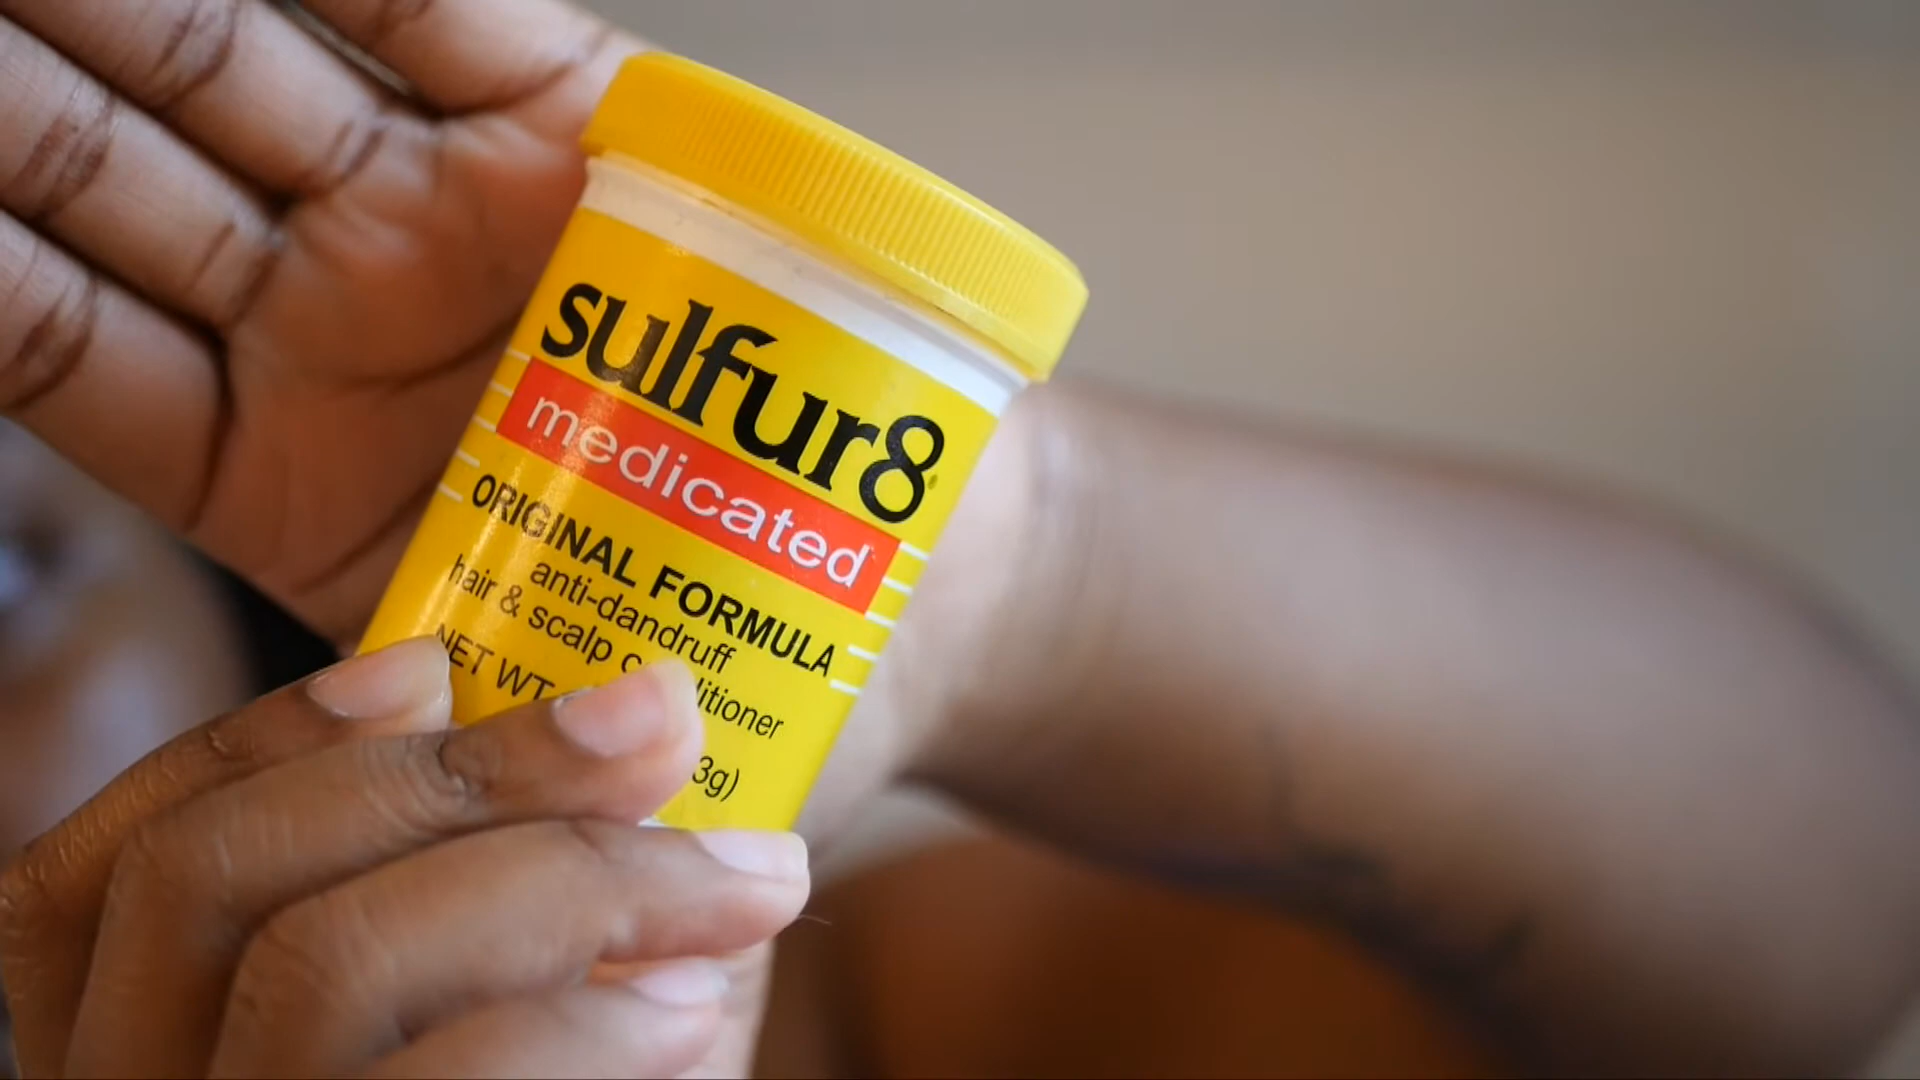 sulfur8
medicated
ORIGINAL FORMULA
anti-dandruff
hair & scalp
NET WT
3g)